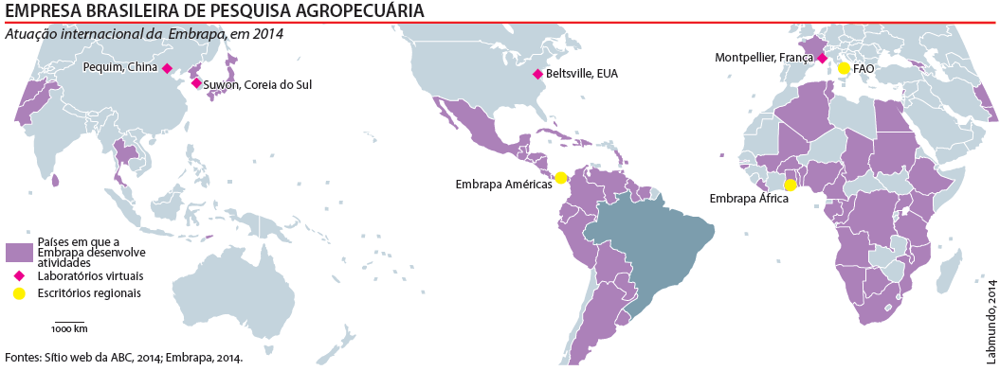 EMPRESA BRASILEIRA DE PESQUISA AGROPECUÁRIA
Atuação internacional da Embrapa, em 2014
Pequim, China
Suwon, Coreia do Sul
Beltsville, EUA
Montpellier, França
FAO
Embrapa Américas
Embrapa África
Países em que a
Embrapa desenvolve
atividades
Laboratórios virtuais
Escritórios regionais
1000 km
Fontes: Sítio web da ABC, 2014; Embrapa, 2014.
Labmundo, 2014